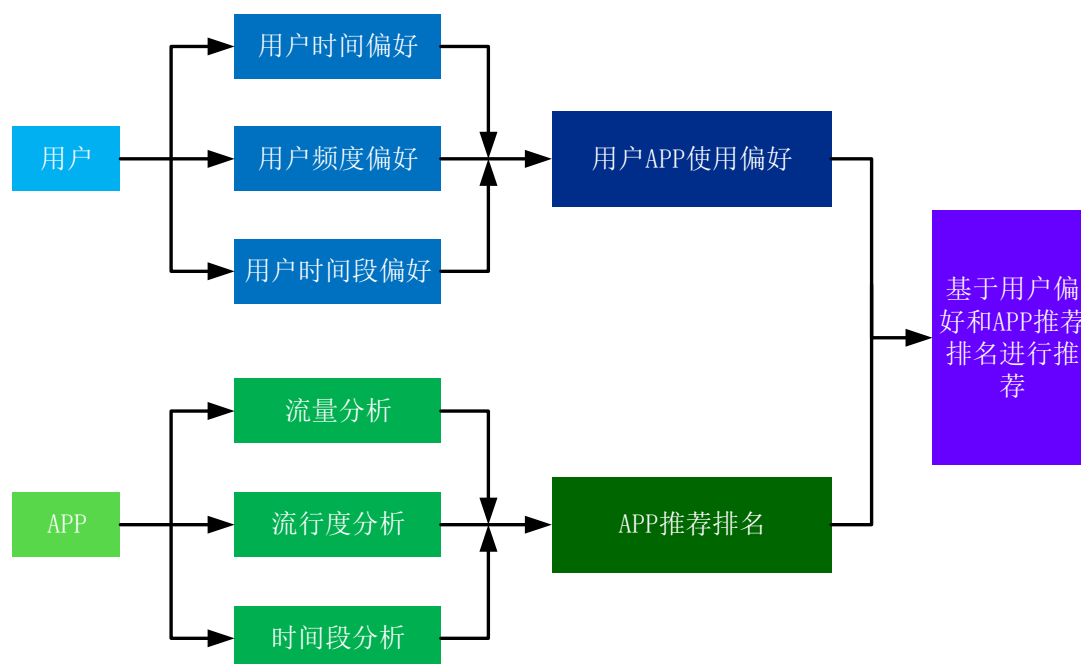 用户时间偏好
用户
用户频度偏好
用户APP使用偏好
用户时间段偏好
基于用户偏
好和APP推荐
排名进行推
荐
流量分析
APP
流行度分析
APP推荐排名
时间段分析